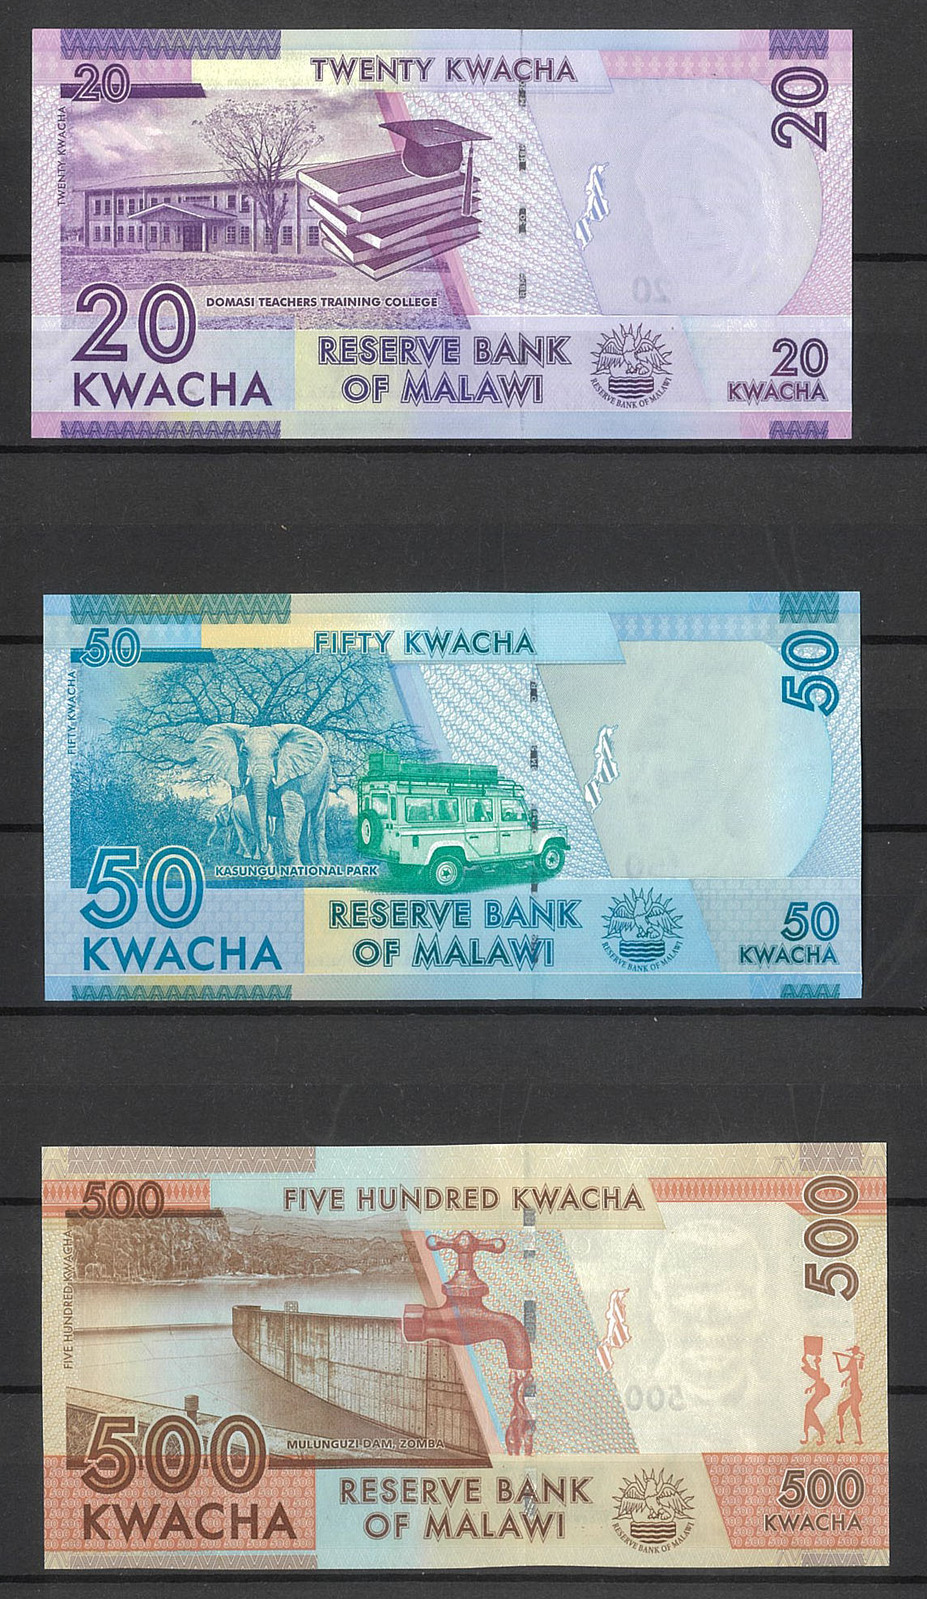 20
TWENTY KWACHA
20
TWENTY KWACHA
DOMASI TEACHERS TRAINING COLLEGE
20
20
KWACHA
RESERVE BANK
OF MALAWI
RESERVE BANK OF MALAWI
20
KWACHA
50
FIFTY KWACHA
50
FIFTY KWACHA
KASUNGU NATIONAL PARK
50
KWACHA
RESERVE BANK
OF MALAWI
RESERVE BANK OF MALAWI
50
KWACHA
500
FIVE HUNDRED KWACHA
500
FIVE HUNDRED KWACHA
500
MULUNGUZI DAM, ZOMBA
500
KWACHA
RESERVE BANK
OF MALAWI
RESERVE BANK OF MALAWI
500
KWACHA